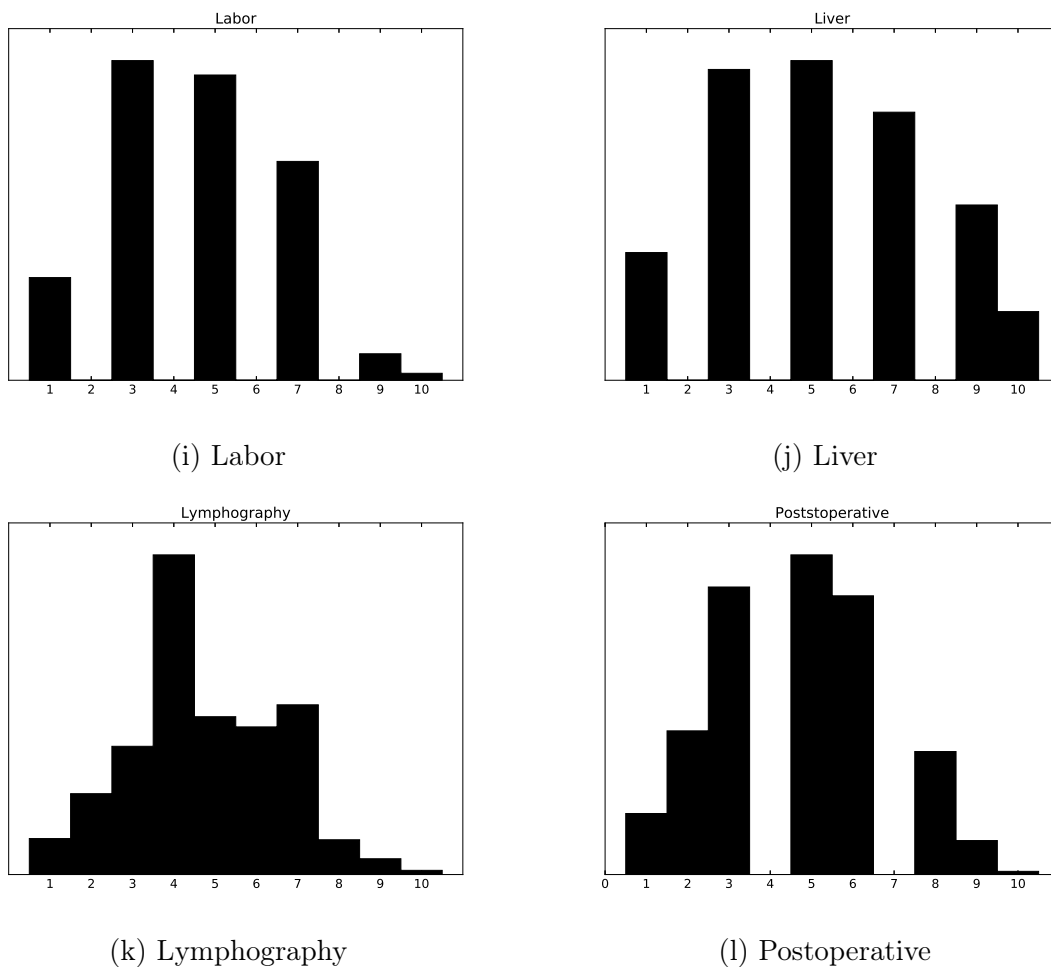 Labor
1 2 3 4 5 6 7 8 9 10
(i) Labor
Liver
1 2 3 4 5 6 7 8 9 10
(j) Liver
Lymphography
1 2 3 4 5 6 7 8 9 10
(k) Lymphography
Poststoperative
0 1 2 3 4 5 6 7 8 9 10
(l) Postoperative